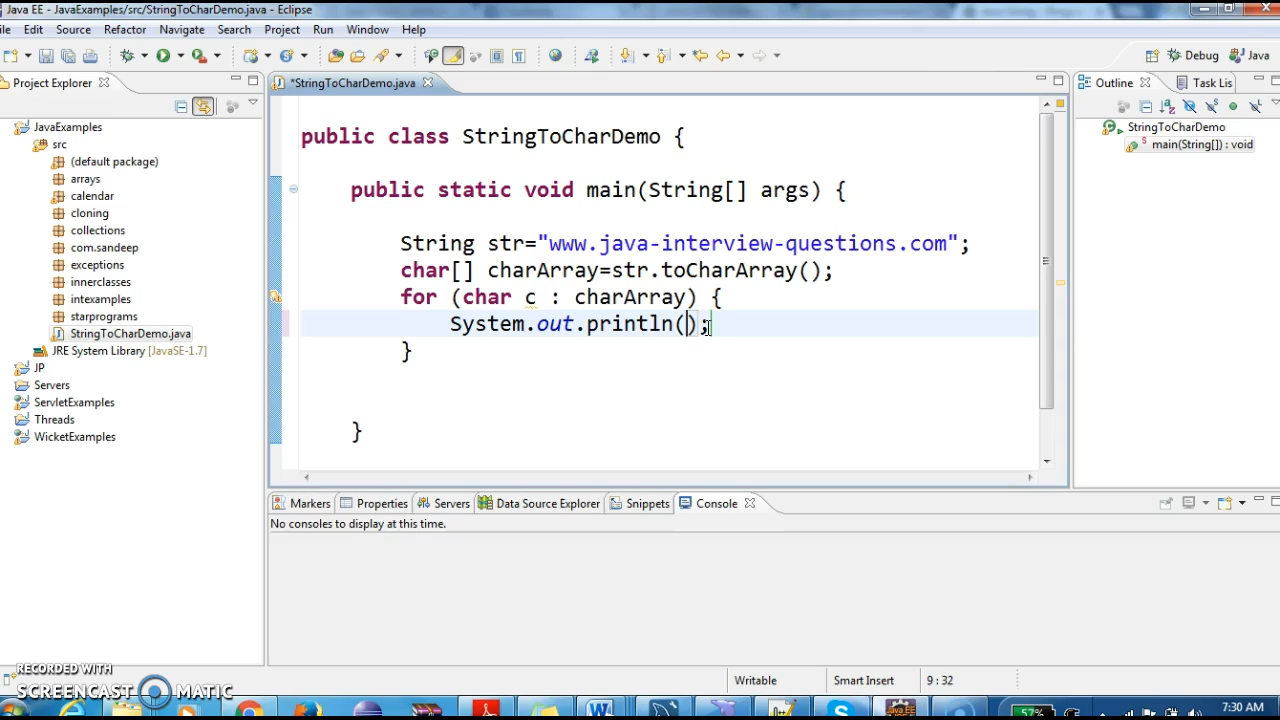 Java EE - JavaExamples/src/StringToCharDemo.java - Eclipse
ile Edit Source Refactor Navigate Search Project Run Window Help
Debug Java
Project Explorer
*StringToCharDemo.java
Outline Task Lis
JavaExamples
src
(default package)
arrays
calendar
cloning
collections
com.sandeep
exceptions
innerclasses
intexamples
starprograms
StringToCharDemo.java
JRE System Library [JavaSE-1.7]
JP
Servers
ServletExamples
Threads
WicketExamples
public class StringToCharDemo {
public static void main(String[] args) {
String str="www.java-interview-questions.com";
char[] charArray=str.toCharArray();
for (char c : charArray) {
System.out.println();
}
}
StringToCharDemo
main(String[]) : void
Markers Properties Servers Data Source Explorer Snippets Console
No consoles to display at this time.
Writable Smart Insert 9 : 32
RECORDED WITH
SCREENCAST MATIC
57%
7:30 AM